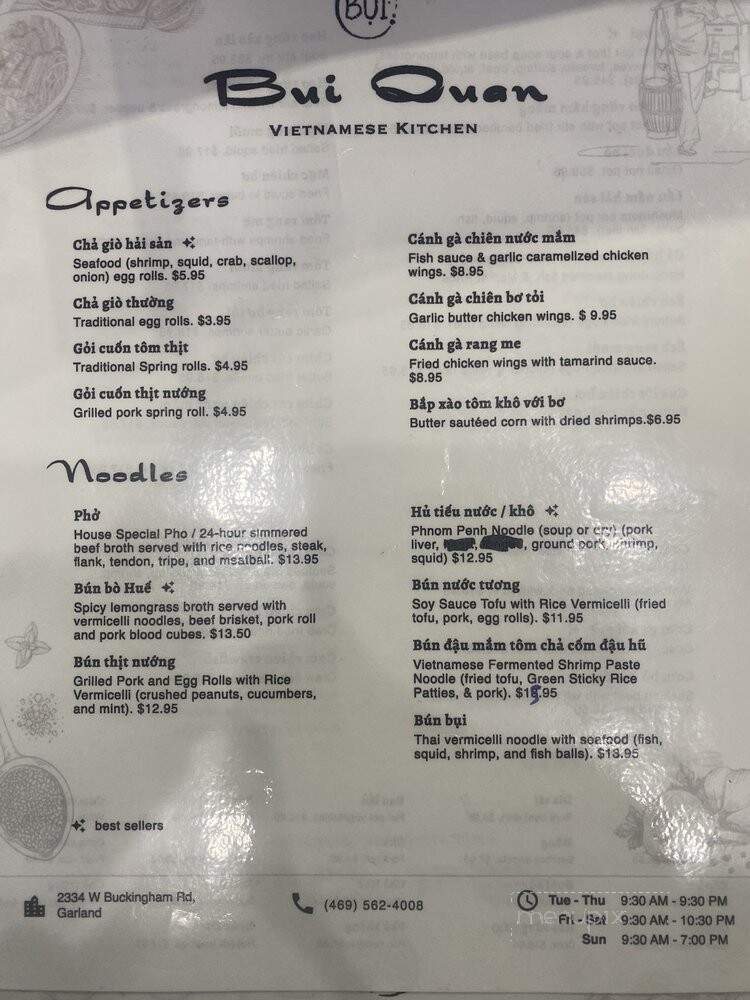 BỤI
Bui Quan
VIETNAMESE KITCHEN
Appetizers
Chả giò hải sản
Seafood (shrimp, squid, crab, scallop,
onion) egg rolls. $5.95
Chả giò thường
Traditional egg rolls. $3.95
Gỏi cuốn tôm thịt
Traditional Spring rolls. $4.95
Gỏi cuốn thịt nướng
Grilled pork spring roll. $4.95
Cánh gà chiên nước mắm
Fish sauce & garlic caramelized chicken
wings. $8.95
Cánh gà chiên bơ tỏi
Garlic butter chicken wings. $ 9.95
Cánh gà rang me
Fried chicken wings with tamarind sauce.
$8.95
Bắp xào tôm khô với bơ
Butter sautéed corn with dried shrimps.$6.95
Noodles
Phở
House Special Pho / 24-hour simmered
beef broth served with rice noodles, steak,
flank, tendon, tripe, and meatball. $13.95
Bún bò Huế
Spicy lemongrass broth served with
vermicelli noodles, beef brisket, pork roll
and pork blood cubes. $13.50
Bún thịt nướng
Grilled Pork and Egg Rolls with Rice
Vermicelli (crushed peanuts, cucumbers,
and mint). $12.95
Hủ tiếu nước / khô
Phnom Penh Noodle (soup or dry) (pork
liver, ground pork, shrimp,
squid) $12.95
Bún nước tương
Soy Sauce Tofu with Rice Vermicelli (fried
tofu, pork, egg rolls). $11.95
Bún đậu mắm tôm chả cốm đậu hũ
Vietnamese Fermented Shrimp Paste
Noodle (fried tofu, Green Sticky Rice
Patties, & pork). $15.95
Bún bụi
Thai vermicelli noodle with seafood (fish,
squid, shrimp, and fish balls). $13.95
best sellers
2334 W Buckingham Rd,
Garland
(469) 562-4008
Tue - Thu 9:30 AM - 9:30 PM
Fri - Sat 9:30 AM - 10:30 PM
Sun 9:30 AM - 7:00 PM
menupix